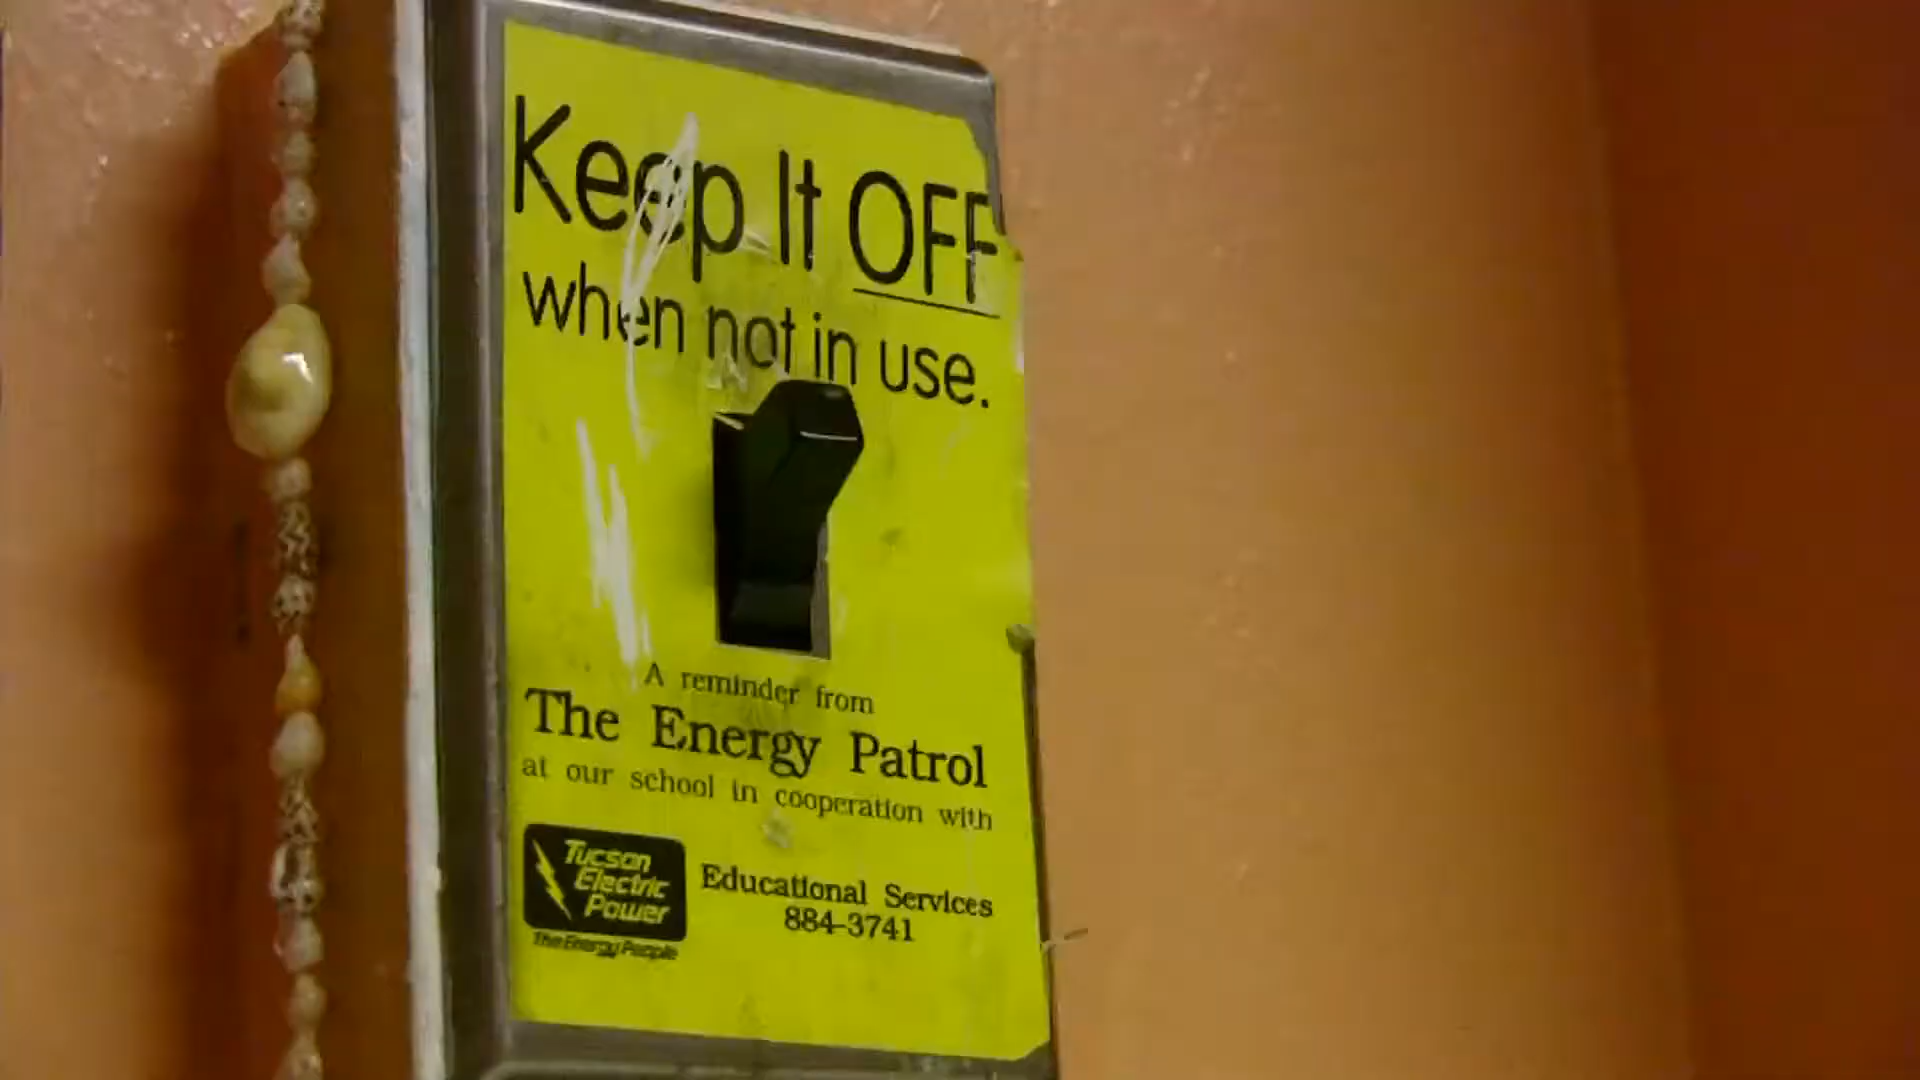 Keep It OFF
when not in use.
A reminder from
The Energy Patrol
at our school in cooperation with
Tucson
Electric
Power
The Energy People
Educational Services
884-3741